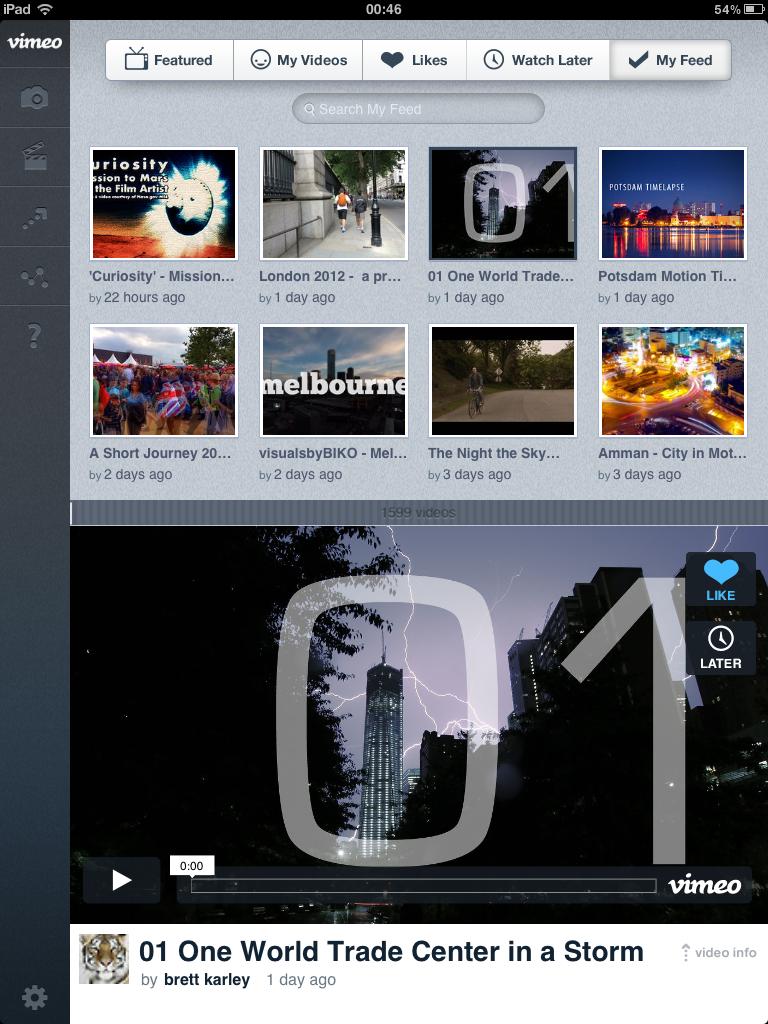 iPad 00:46 54%
vimeo
Featured My Videos Likes Watch Later My Feed
Search My Feed
uriosity
ssion to Mars
the Film Artist
POTSDAM TIMELAPSE
01
'Curiosity' - Mission...
London 2012 - a pr...
01 One World Trade...
Potsdam Motion Ti...
by 22 hours ago
by 1 day ago
by 1 day ago
by 1 day ago
melbourne
A Short Journey 20...
visualsbyBIKO - Mel...
The Night the Sky...
Amman - City in Mot...
by 2 days ago
by 2 days ago
by 3 days ago
by 3 days ago
1599 videos
01
LIKE
LATER
0:00
vimeo
01 One World Trade Center in a Storm
video info
by brett karley 1 day ago